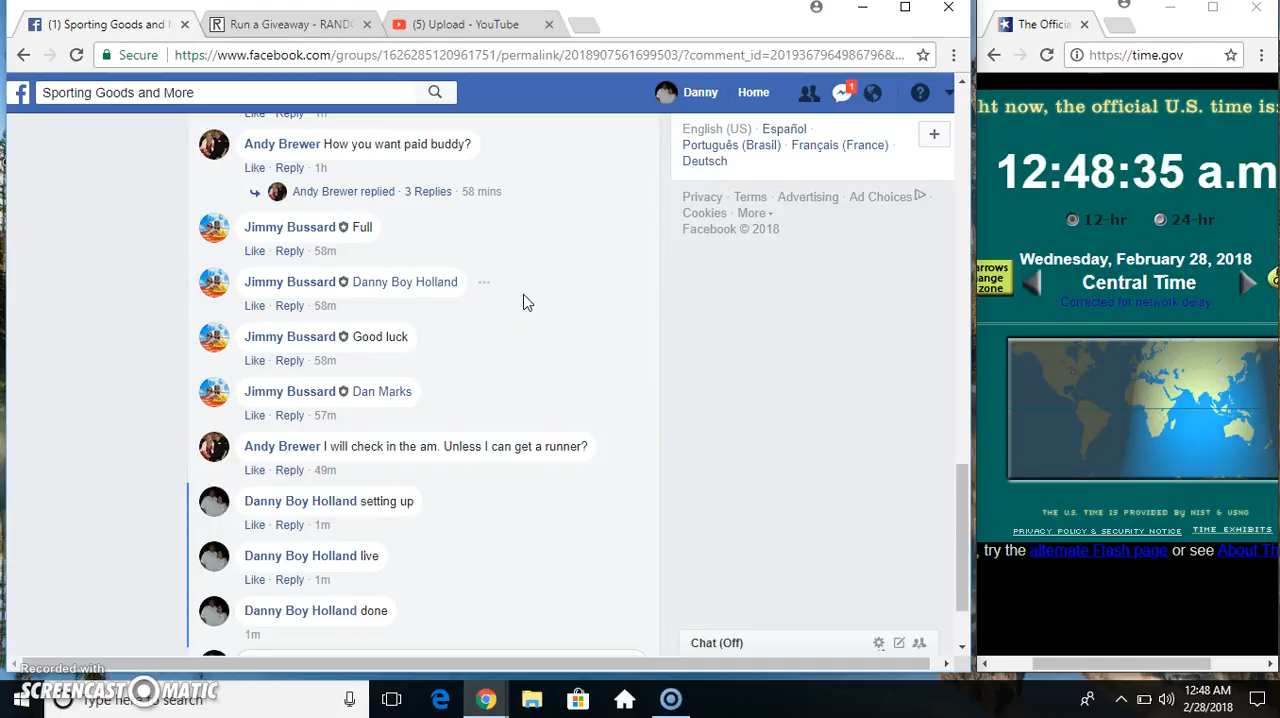 (1) Sporting Goods and
Run a Giveaway - RAND
(5) Upload - YouTube
The Officia
Secure
https://www.facebook.com/groups/1626285120961751/permalink/2018907561699503/?comment_id=2019367964986796&...
https://time.gov
Sporting Goods and More
Danny
Home
1
1h
Andy Brewer How you want paid buddy?
Like · Reply · 1h
Andy Brewer replied · 3 Replies · 58 mins
Jimmy Bussard Full
Like · Reply · 58m
Jimmy Bussard Danny Boy Holland
Like · Reply · 58m
Jimmy Bussard Good luck
Like · Reply · 58m
Jimmy Bussard Dan Marks
Like · Reply · 57m
Andy Brewer I will check in the am. Unless I can get a runner?
Like · Reply · 49m
Danny Boy Holland setting up
Like · Reply · 1m
Danny Boy Holland live
Like · Reply · 1m
Danny Boy Holland done
1m
English (US) · Español ·
Português (Brasil) · Français (France) ·
Deutsch
Privacy · Terms · Advertising · Ad Choices ·
Cookies · More
Facebook © 2018
Chat (Off)
ht now, the official U.S. time is:
12:48:35 a.m
12-hr 24-hr
arrows
ange
zone
Wednesday, February 28, 2018
Central Time
Corrected for network delay
THE U.S. TIME IS PROVIDED BY NIST & USNO
PRIVACY POLICY & SECURITY NOTICE TIME EXHIBITS
, try the alternate Flash page or see About Th
Recorded with
SCREENCAST-O-MATIC
Type here to search
12:48 AM
2/28/2018